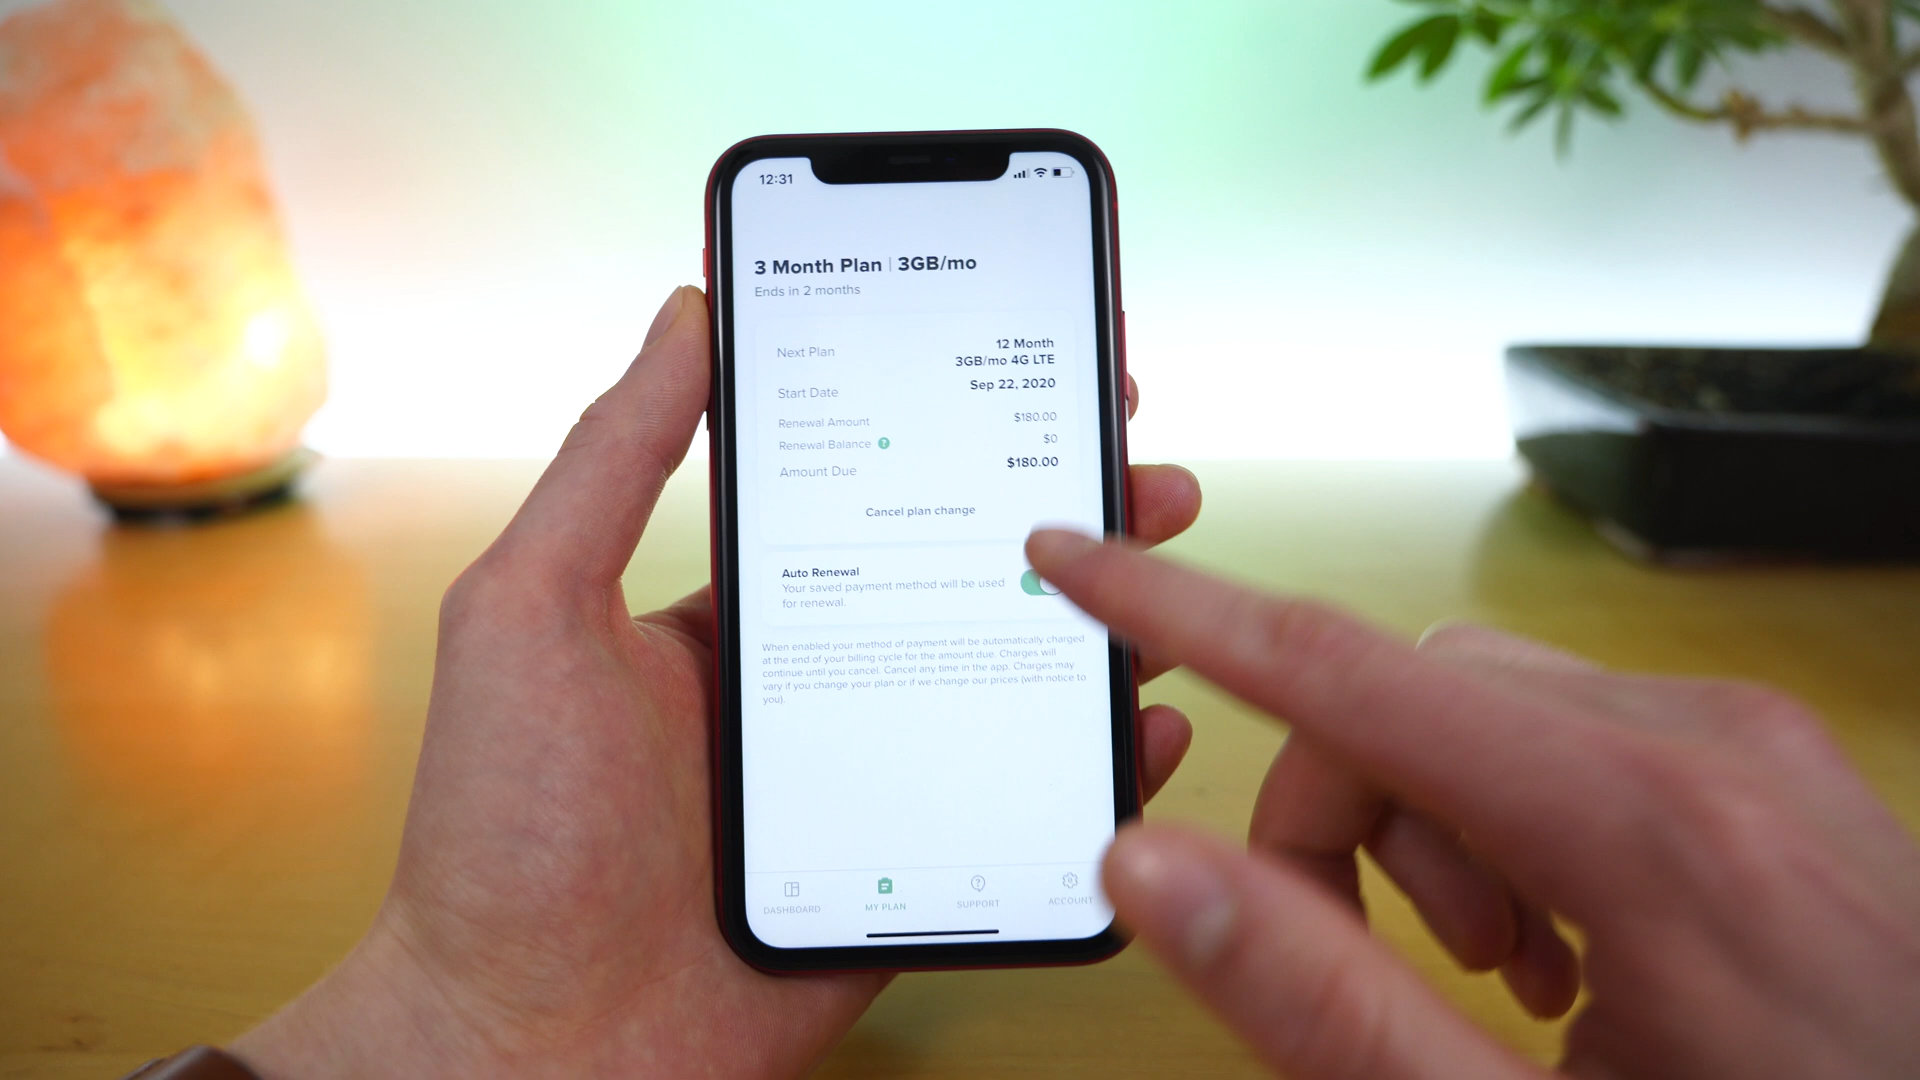 12:31
3 Month Plan | 3GB/mo
Ends in 2 months
Next Plan 12 Month
3GB/mo 4G LTE
Start Date Sep 22, 2020
Renewal Amount $180.00
Renewal Balance ? $0
Amount Due $180.00
Cancel plan change
Auto Renewal
Your saved payment method will be used
for renewal.
When enabled your method of payment will be automatically charged
at the end of your billing cycle for the amount due. Charges will
continue until you cancel. Cancel any time in the app. Charges may
vary if you change your plan or if we change our prices (with notice to
you).
DASHBOARD MY PLAN SUPPORT ACCOUNT